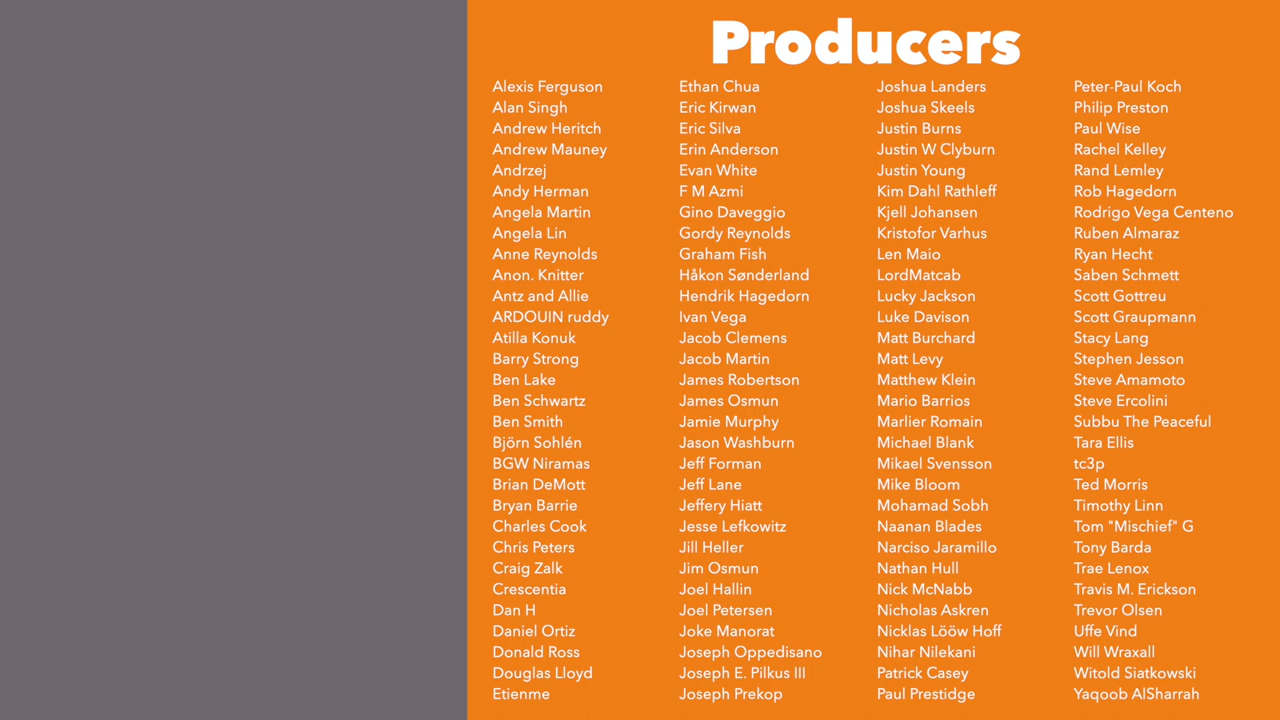 Producers
Alexis Ferguson
Alan Singh
Andrew Heritch
Andrew Mauney
Andrzej
Andy Herman
Angela Martin
Angela Lin
Anne Reynolds
Anon. Knitter
Antz and Allie
ARDOUIN ruddy
Atilla Konuk
Barry Strong
Ben Lake
Ben Schwartz
Ben Smith
Björn Sohlén
BGW Niramas
Brian DeMott
Bryan Barrie
Charles Cook
Chris Peters
Craig Zalk
Crescentia
Dan H
Daniel Ortiz
Donald Ross
Douglas Lloyd
Etienme
Ethan Chua
Eric Kirwan
Eric Silva
Erin Anderson
Evan White
F M Azmi
Gino Daveggio
Gordy Reynolds
Graham Fish
Håkon Sønderland
Hendrik Hagedorn
Ivan Vega
Jacob Clemens
Jacob Martin
James Robertson
James Osmun
Jamie Murphy
Jason Washburn
Jeff Forman
Jeff Lane
Jeffery Hiatt
Jesse Lefkowitz
Jill Heller
Jim Osmun
Joel Hallin
Joel Petersen
Joke Manorat
Joseph Oppedisano
Joseph E. Pilkus III
Joseph Prekop
Joshua Landers
Joshua Skeels
Justin Burns
Justin W Clyburn
Justin Young
Kim Dahl Rathleff
Kjell Johansen
Kristofor Varhus
Len Maio
LordMatcab
Lucky Jackson
Luke Davison
Matt Burchard
Matt Levy
Matthew Klein
Mario Barrios
Marlier Romain
Michael Blank
Mikael Svensson
Mike Bloom
Mohamad Sobh
Naanan Blades
Narciso Jaramillo
Nathan Hull
Nick McNabb
Nicholas Askren
Nicklas Lööw Hoff
Nihar Nilekani
Patrick Casey
Paul Prestidge
Peter-Paul Koch
Philip Preston
Paul Wise
Rachel Kelley
Rand Lemley
Rob Hagedorn
Rodrigo Vega Centeno
Ruben Almaraz
Ryan Hecht
Saben Schmett
Scott Gottreu
Scott Graupmann
Stacy Lang
Stephen Jesson
Steve Amamoto
Steve Ercolini
Subbu The Peaceful
Tara Ellis
tc3p
Ted Morris
Timothy Linn
Tom "Mischief" G
Tony Barda
Trae Lenox
Travis M. Erickson
Trevor Olsen
Uffe Vind
Will Wraxall
Witold Siatkowski
Yaqoob AlSharrah